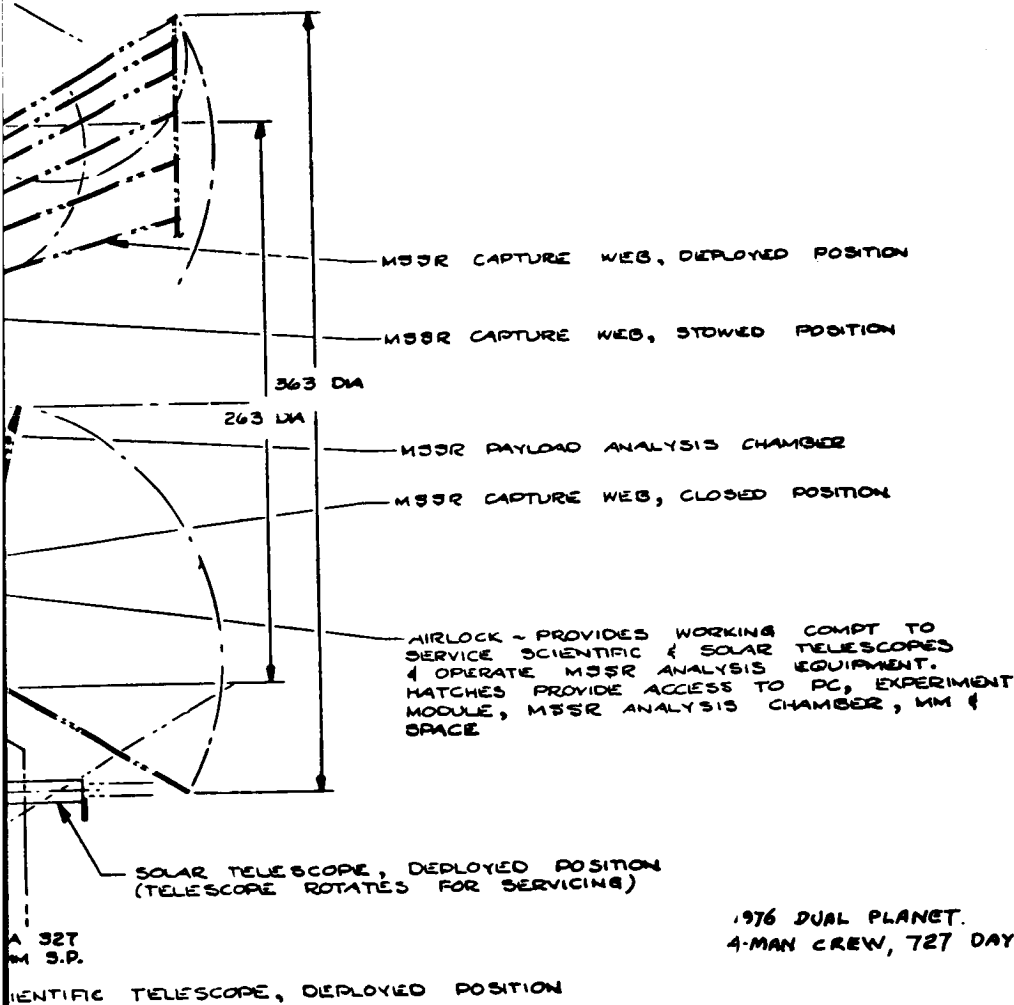 MSSR CAPTURE WEB, DEPLOYED POSITION
MSSR CAPTURE WEB, STOWED POSITION
363 DIA
263 DIA
MSSR PAYLOAD ANALYSIS CHAMBER
MSSR CAPTURE WEB, CLOSED POSITION
AIRLOCK ~ PROVIDES WORKING COMPT TO
SERVICE SCIENTIFIC & SOLAR TELESCOPES
& OPERATE MSSR ANALYSIS EQUIPMENT.
HATCHES PROVIDE ACCESS TO PC, EXPERIMENT
MODULE, MSSR ANALYSIS CHAMBER, MM &
SPACE
SOLAR TELESCOPE, DEPLOYED POSITION
(TELESCOPE ROTATES FOR SERVICING)
1976 DUAL PLANET.
4-MAN CREW, 727 DAY
A 327
S.P.
IENTIFIC TELESCOPE, DEPLOYED POSITION